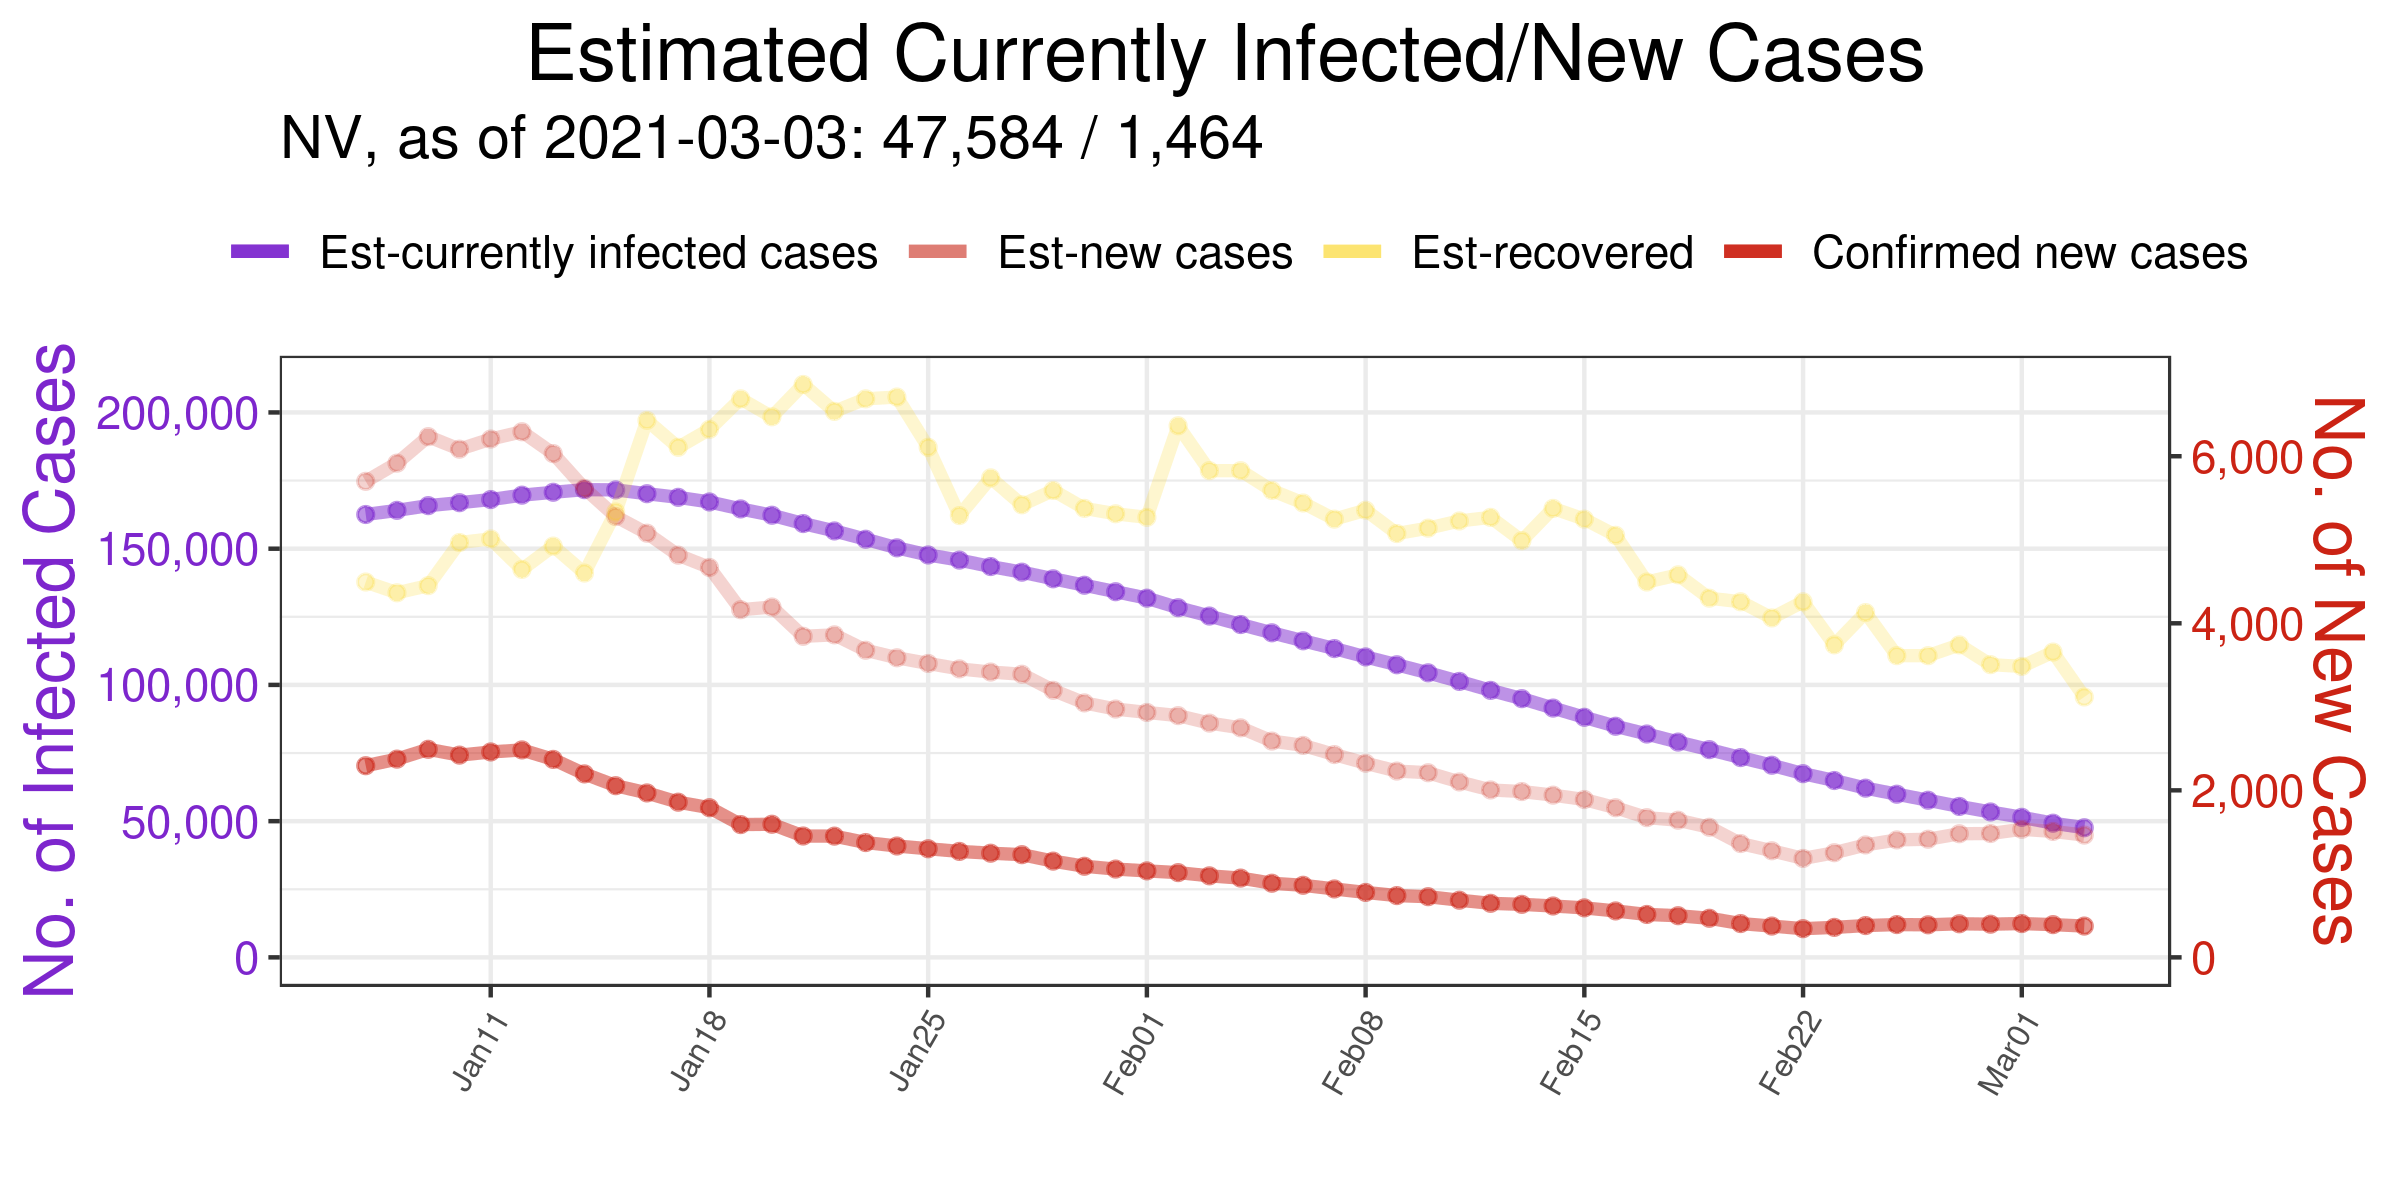 Estimated Currently Infected/New Cases
NV, as of 2021-03-03: 47,584 / 1,464
Est-currently infected cases Est-new cases Est-recovered Confirmed new cases
No. of Infected Cases
200,000
150,000
100,000
50,000
0
6,000
4,000
2,000
0
No. of New Cases
Jan11 Jan18 Jan25 Feb01 Feb08 Feb15 Feb22 Mar01